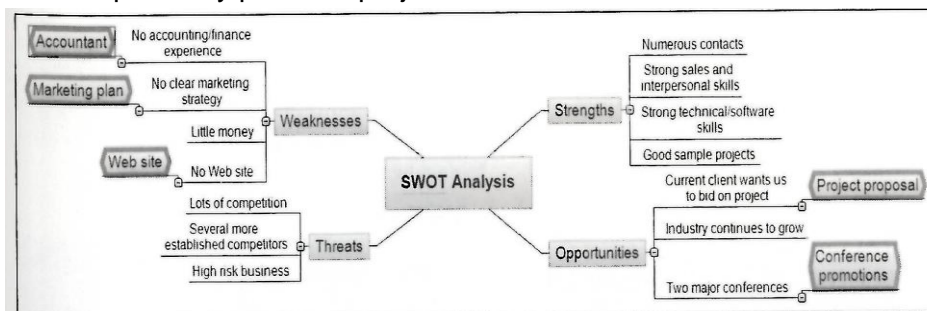 Accountant
No accounting/finance
experience
Marketing plan
No clear marketing
strategy
Little money
Web site
No Web site
Weaknesses
Lots of competition
Several more
established competitors
High risk business
Threats
SWOT Analysis
Strengths
Numerous contacts
Strong sales and
interpersonal skills
Strong technical/software
skills
Good sample projects
Opportunities
Current client wants us
to bid on project
Project proposal
Industry continues to grow
Two major conferences
Conference
promotions